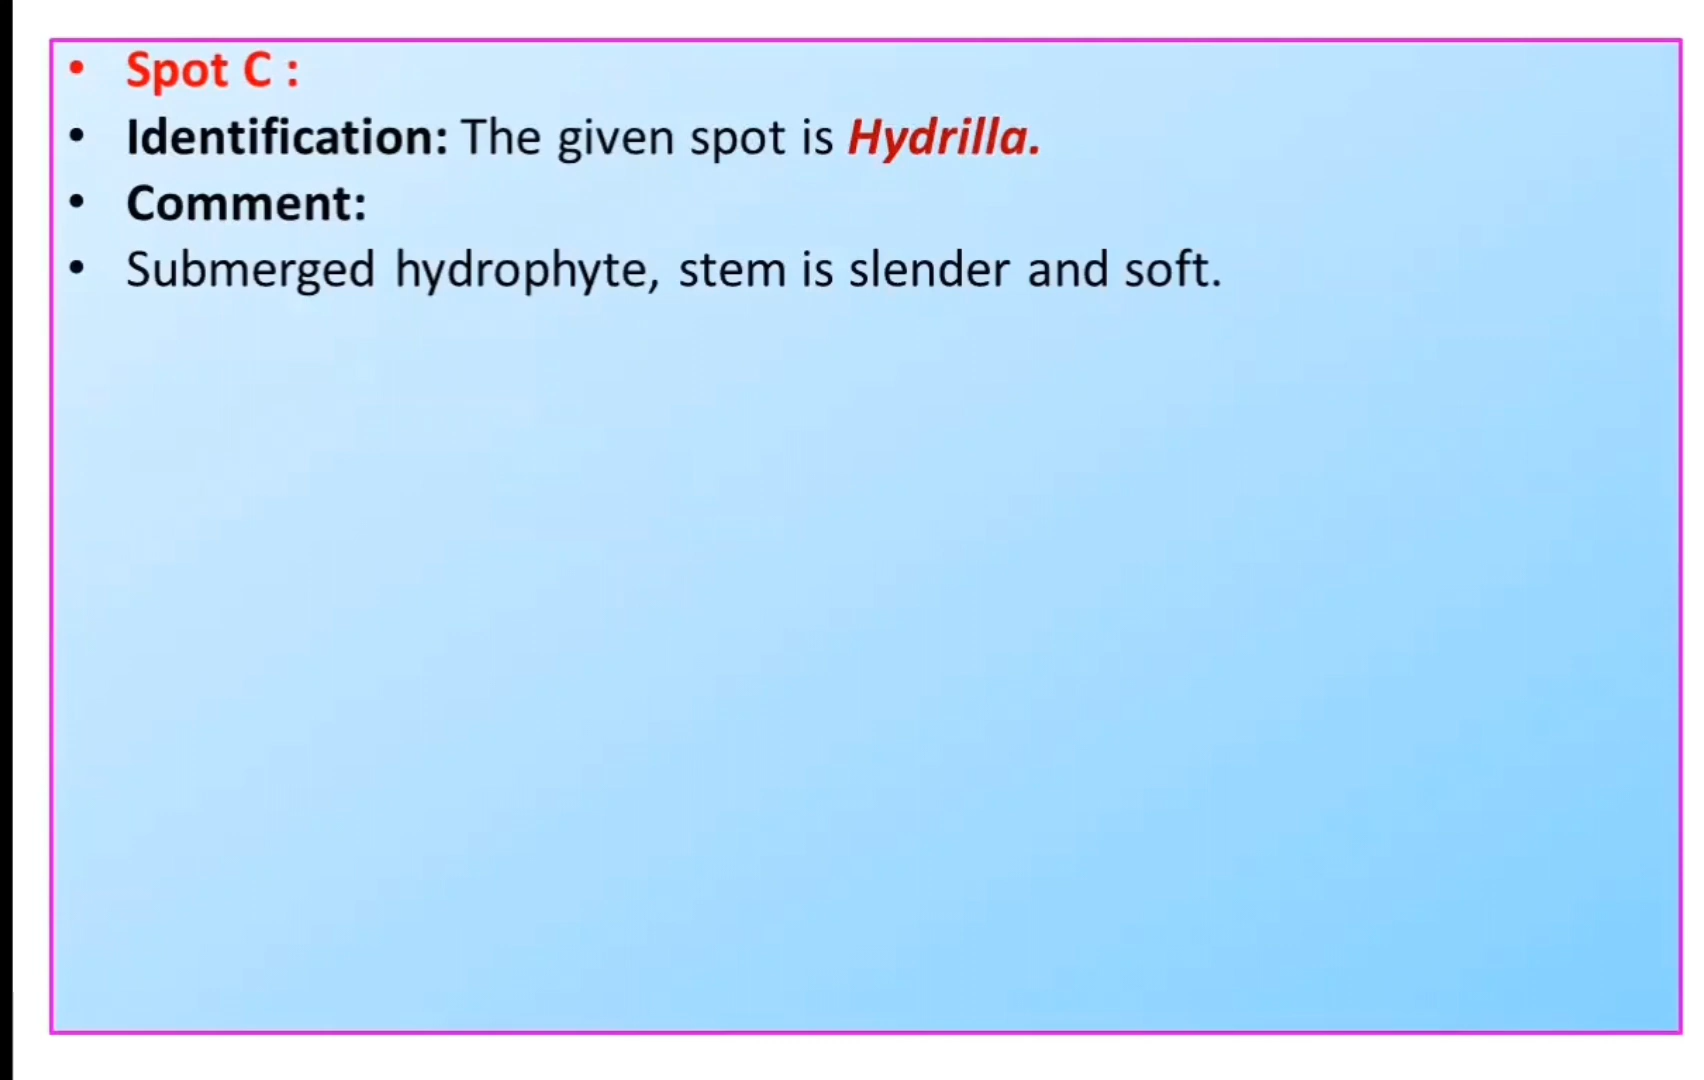 • Spot C :
• Identification: The given spot is Hydrilla.
• Comment:
• Submerged hydrophyte, stem is slender and soft.